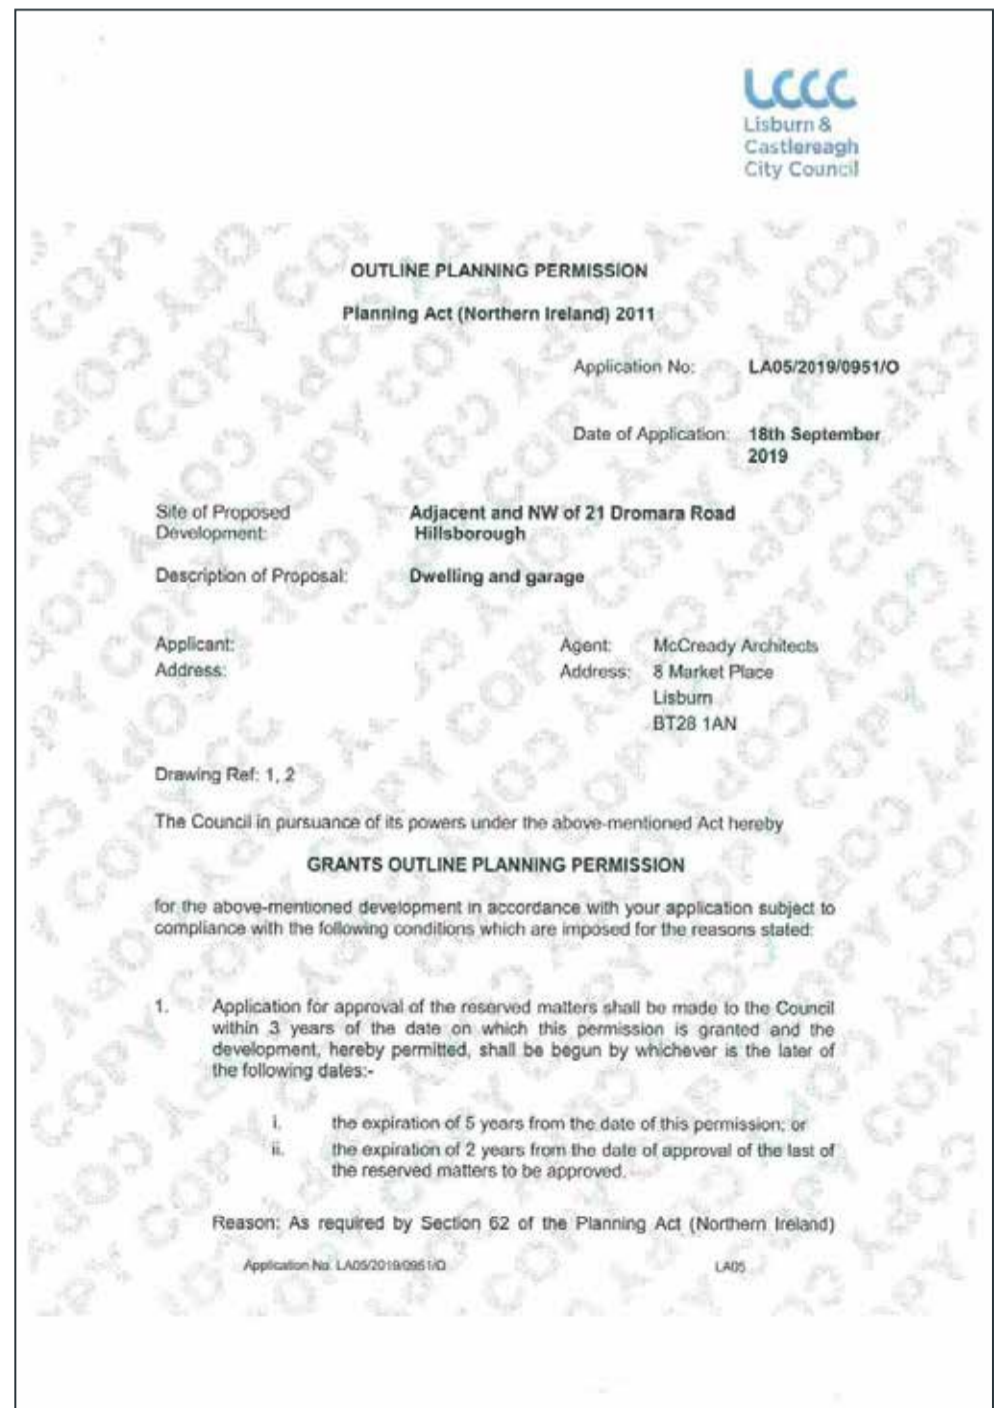 LCCC
Lisburn &
Castlereagh
City Council
OUTLINE PLANNING PERMISSION
Planning Act (Northern Ireland) 2011
Application No: LA05/2019/0951/O
Date of Application: 18th September
2019
Site of Proposed Adjacent and NW of 21 Dromara Road
Development: Hillsborough
Description of Proposal: Dwelling and garage
Applicant: Agent: McCready Architects
Address: Address: 8 Market Place
Lisburn
BT28 1AN
Drawing Ref: 1, 2
The Council in pursuance of its powers under the above-mentioned Act hereby
GRANTS OUTLINE PLANNING PERMISSION
for the above-mentioned development in accordance with your application subject to
compliance with the following conditions which are imposed for the reasons stated:
1. Application for approval of the reserved matters shall be made to the Council
within 3 years of the date on which this permission is granted and the
development, hereby permitted, shall be begun by whichever is the later of
the following dates:-
i. the expiration of 5 years from the date of this permission; or
ii. the expiration of 2 years from the date of approval of the last of
the reserved matters to be approved.
Reason: As required by Section 62 of the Planning Act (Northern Ireland)
Application No. LA05/2019/0951/O LA05
COPY